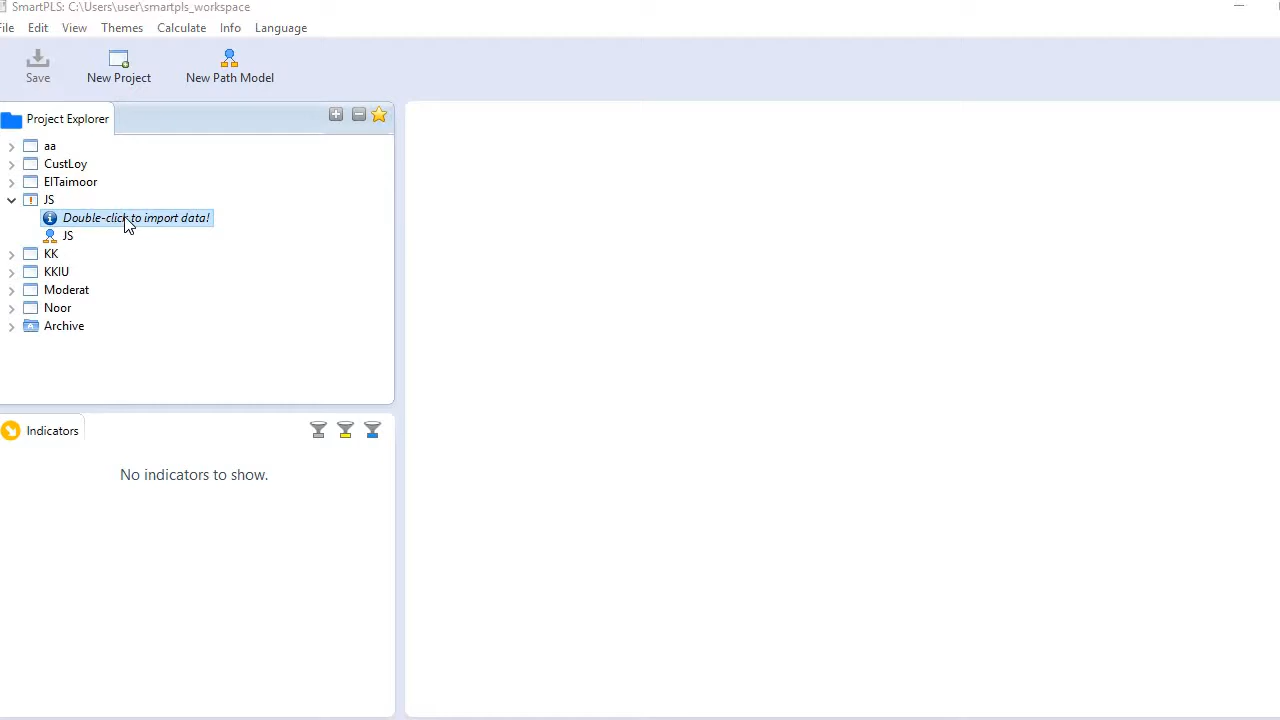 SmartPLS: C:\Users\user\smartpls_workspace
File Edit View Themes Calculate Info Language
Save New Project New Path Model
Project Explorer
aa
CustLoy
ElTaimoor
JS
Double-click to import data!
JS
KK
KKIU
Moderat
Noor
Archive
Indicators
No indicators to show.